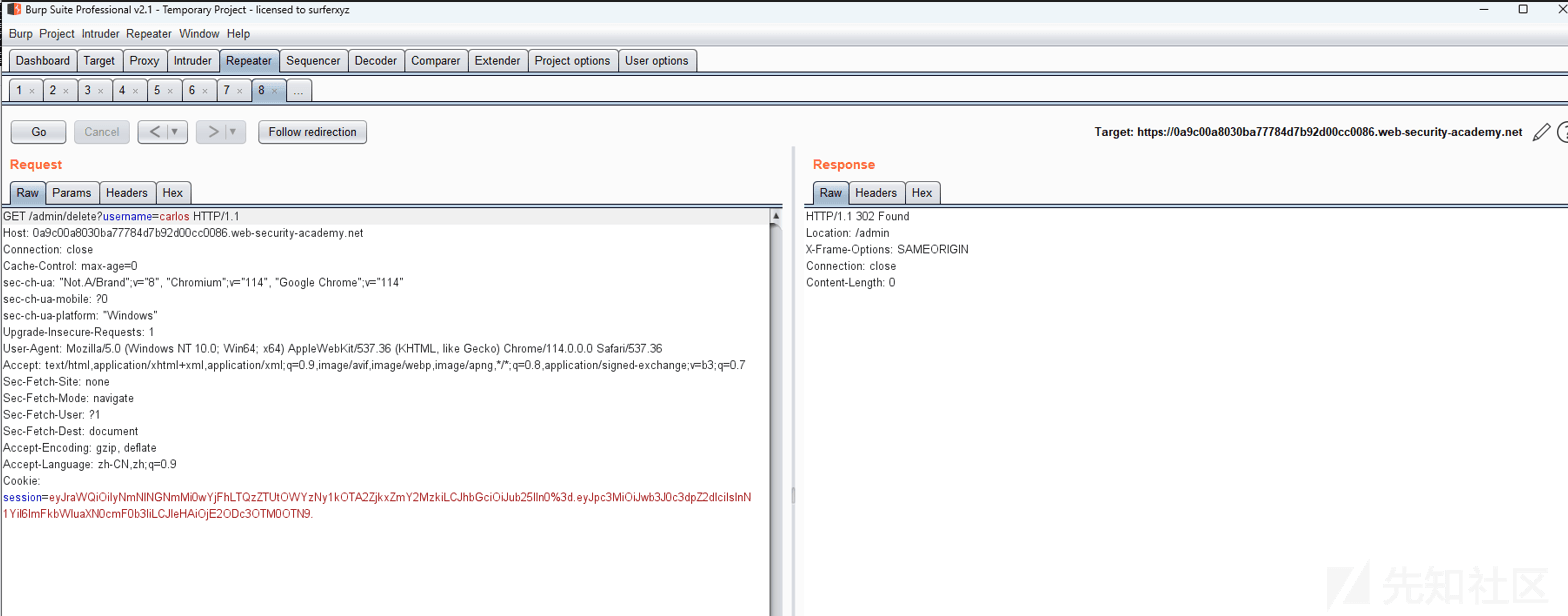 Burp Suite Professional v2.1 - Temporary Project - licensed to surferxyz
Burp Project Intruder Repeater Window Help
Dashboard Target Proxy Intruder Repeater Sequencer Decoder Comparer Extender Project options User options
1 × 2 × 3 × 4 × 5 × 6 × 7 × 8 × ...
Go Cancel < > Follow redirection Target: https://0a9c00a8030ba77784d7b92d00cc0086.web-security-academy.net ?
Request
Raw Params Headers Hex
GET /admin/delete?username=carlos HTTP/1.1
Host: 0a9c00a8030ba77784d7b92d00cc0086.web-security-academy.net
Connection: close
Cache-Control: max-age=0
sec-ch-ua: "Not.A/Brand";v="8", "Chromium";v="114", "Google Chrome";v="114"
sec-ch-ua-mobile: ?0
sec-ch-ua-platform: "Windows"
Upgrade-Insecure-Requests: 1
User-Agent: Mozilla/5.0 (Windows NT 10.0; Win64; x64) AppleWebKit/537.36 (KHTML, like Gecko) Chrome/114.0.0.0 Safari/537.36
Accept: text/html,application/xhtml+xml,application/xml;q=0.9,image/avif,image/webp,image/apng,*/*;q=0.8,application/signed-exchange;v=b3;q=0.7
Sec-Fetch-Site: none
Sec-Fetch-Mode: navigate
Sec-Fetch-User: ?1
Sec-Fetch-Dest: document
Accept-Encoding: gzip, deflate
Accept-Language: zh-CN,zh;q=0.9
Cookie:
Response
Raw Headers Hex
HTTP/1.1 302 Found
Location: /admin
X-Frame-Options: SAMEORIGIN
Connection: close
Content-Length: 0
先知社区